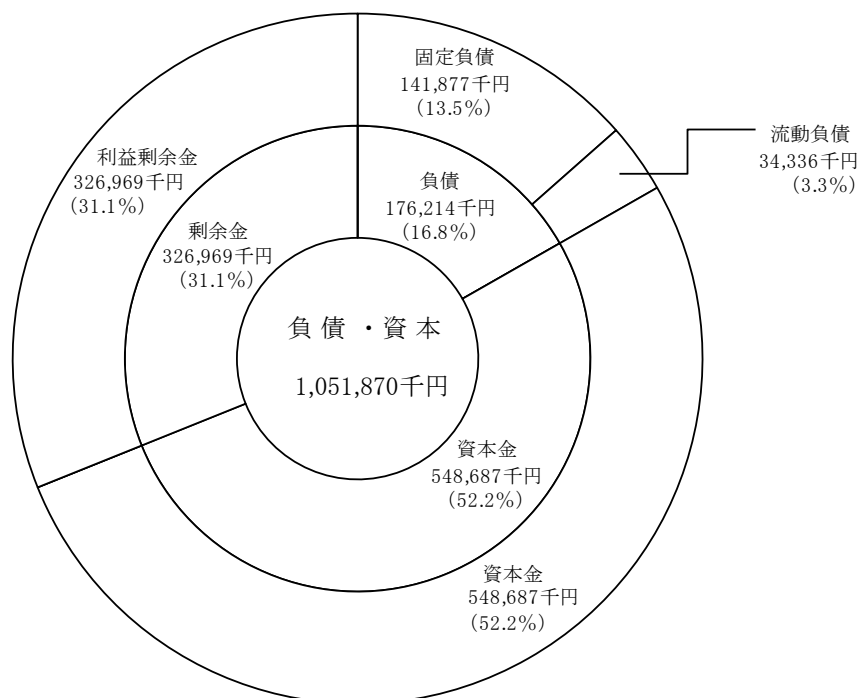 固定負債
141,877千円
(13.5%)
流動負債
34,336千円
(3.3%)
利益剰余金
326,969千円
(31.1%)
負債
176,214千円
(16.8%)
剰余金
326,969千円
(31.1%)
負債・資本
1,051,870千円
資本金
548,687千円
(52.2%)
資本金
548,687千円
(52.2%)